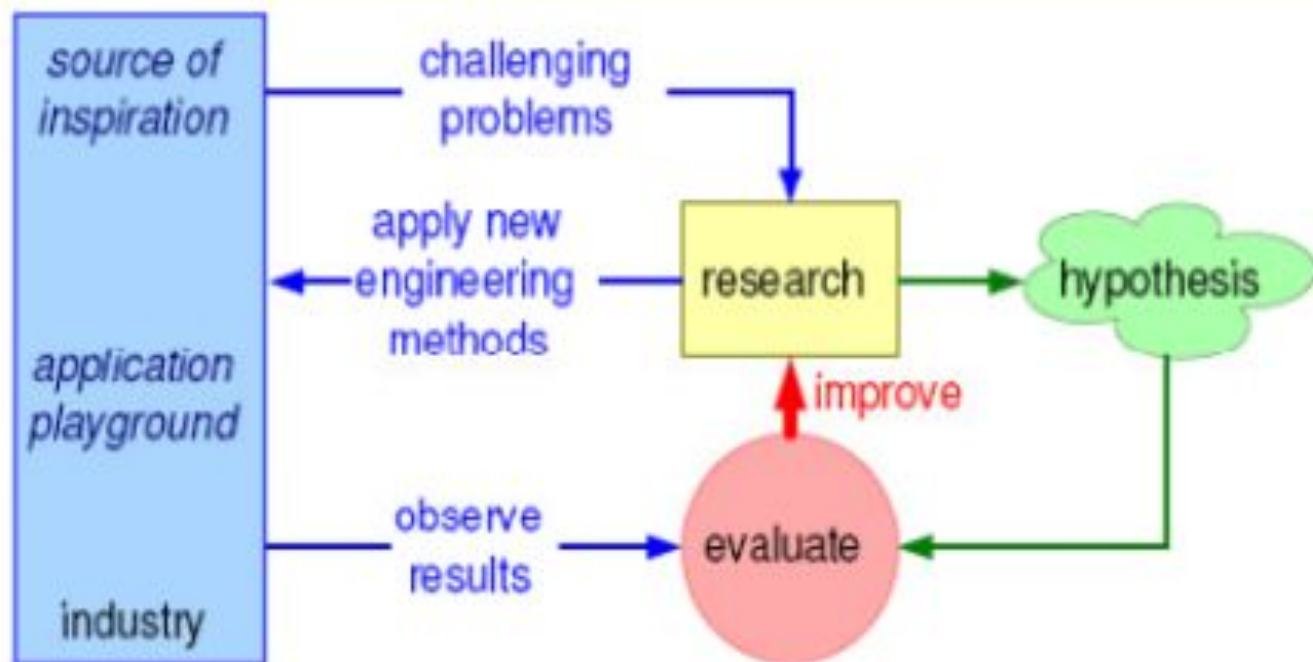 source of
inspiration
challenging
problems
apply new
engineering
methods
research
hypothesis
application
playground
improve
observe
results
evaluate
industry